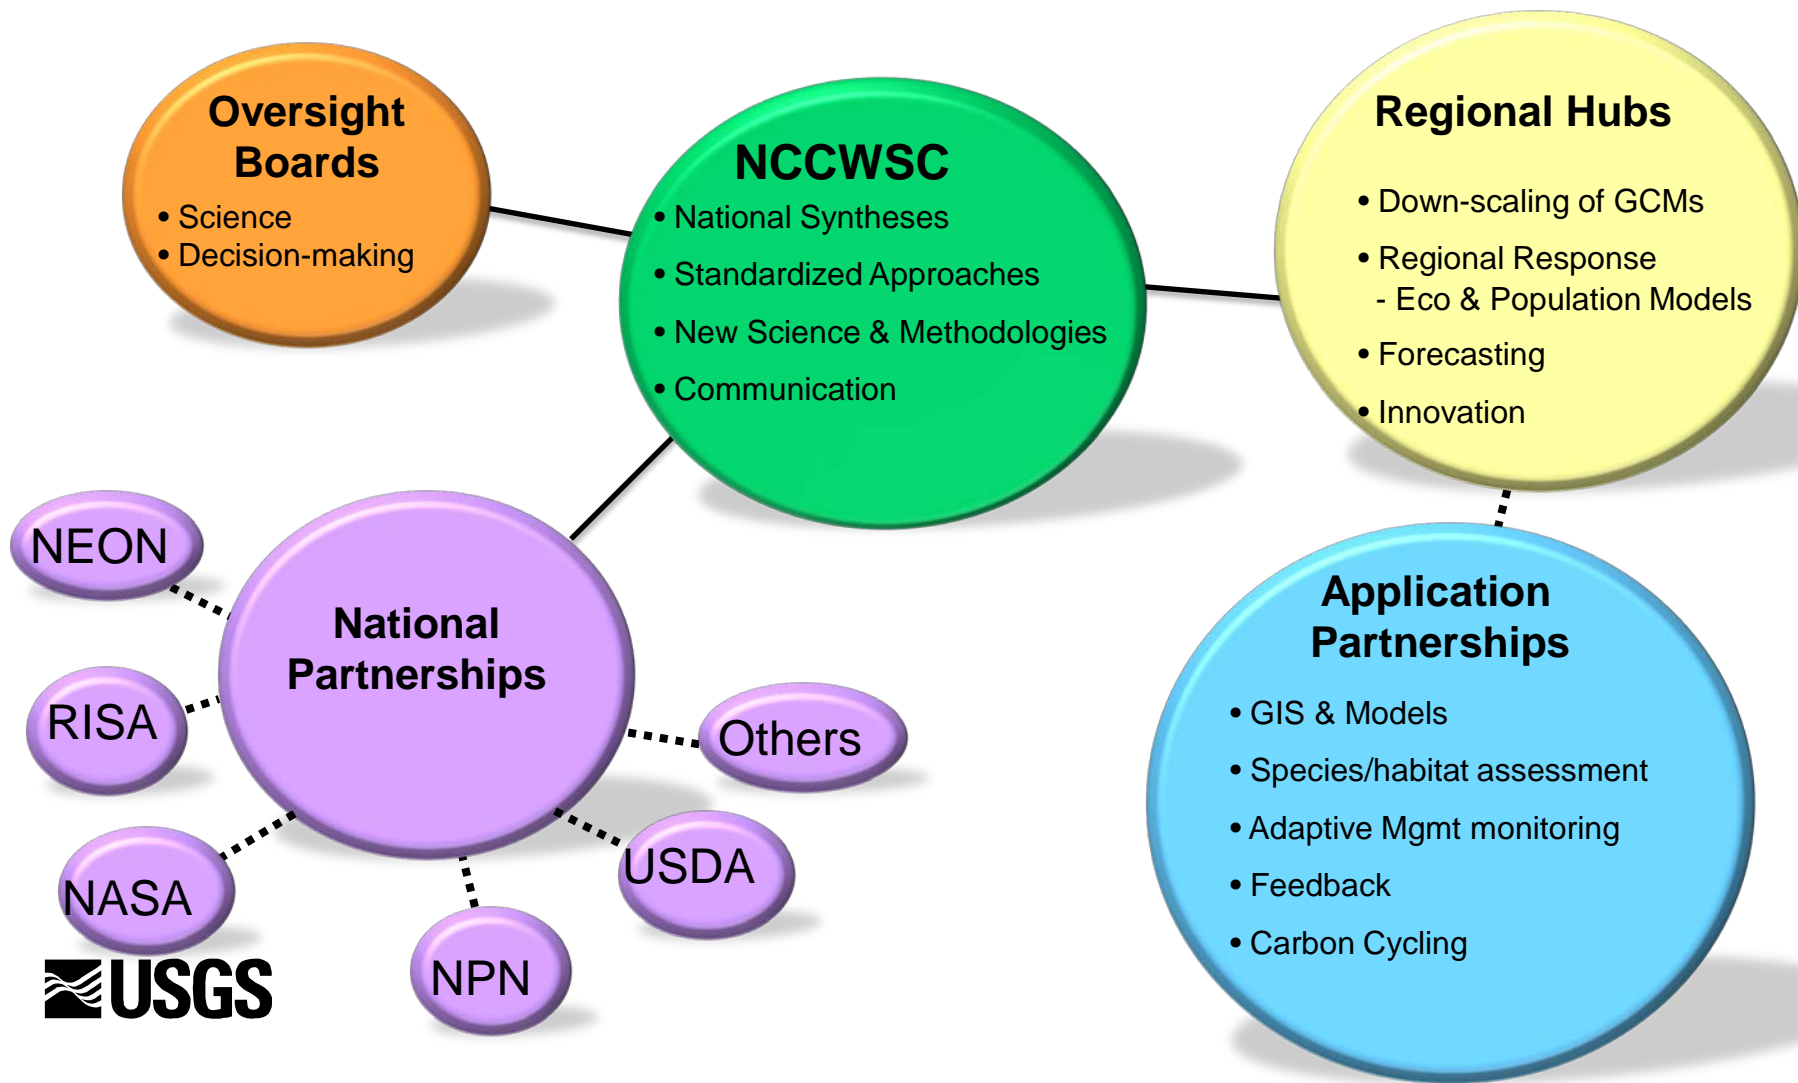 Oversight
Boards
• Science
• Decision-making
NCCWSC
• National Syntheses
• Standardized Approaches
• New Science & Methodologies
• Communication
Regional Hubs
• Down-scaling of GCMs
• Regional Response
- Eco & Population Models
• Forecasting
• Innovation
National
Partnerships
NEON
RISA
NASA
NPN
USDA
Others
Application
Partnerships
• GIS & Models
• Species/habitat assessment
• Adaptive Mgmt monitoring
• Feedback
• Carbon Cycling
USGS